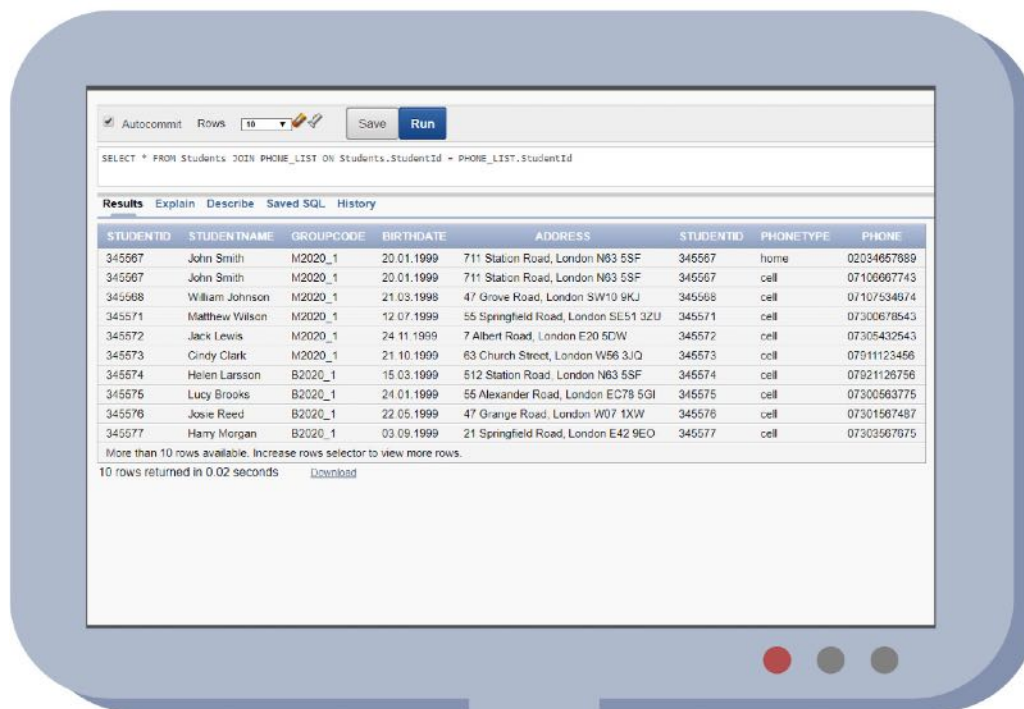 Autocommit Rows 10 Save Run
SELECT * FROM Students JOIN PHONE_LIST ON Students.StudentId = PHONE_LIST.StudentId
Results Explain Describe Saved SQL History
STUDENTID STUDENTNAME GROUPCODE BIRTHDATE ADDRESS STUDENTID PHONETYPE PHONE
345567 John Smith M2020_1 20.01.1999 711 Station Road, London N63 5SF 345567 home 02034657689
345567 John Smith M2020_1 20.01.1999 711 Station Road, London N63 5SF 345567 cell 07106667743
345568 William Johnson M2020_1 21.03.1998 47 Grove Road, London SW10 9KJ 345568 cell 07107534674
345571 Matthew Wilson M2020_1 12.07.1999 55 Springfield Road, London SE51 3ZU 345571 cell 07300678543
345572 Jack Lewis M2020_1 24.11.1999 7 Albert Road, London E20 5DW 345572 cell 07305432543
345573 Cindy Clark M2020_1 21.10.1999 63 Church Street, London W56 3JQ 345573 cell 07911123456
345574 Helen Larsson B2020_1 15.03.1999 512 Station Road, London N63 5SF 345574 cell 07921126756
345575 Lucy Brooks B2020_1 24.01.1999 55 Alexander Road, London EC78 5GI 345575 cell 07300563775
345576 Josie Reed B2020_1 22.05.1999 47 Grange Road, London W07 1XW 345576 cell 07301567487
345577 Harry Morgan B2020_1 03.09.1999 21 Springfield Road, London E42 9EO 345577 cell 07303567675
More than 10 rows available. Increase rows selector to view more rows.
10 rows returned in 0.02 seconds Download